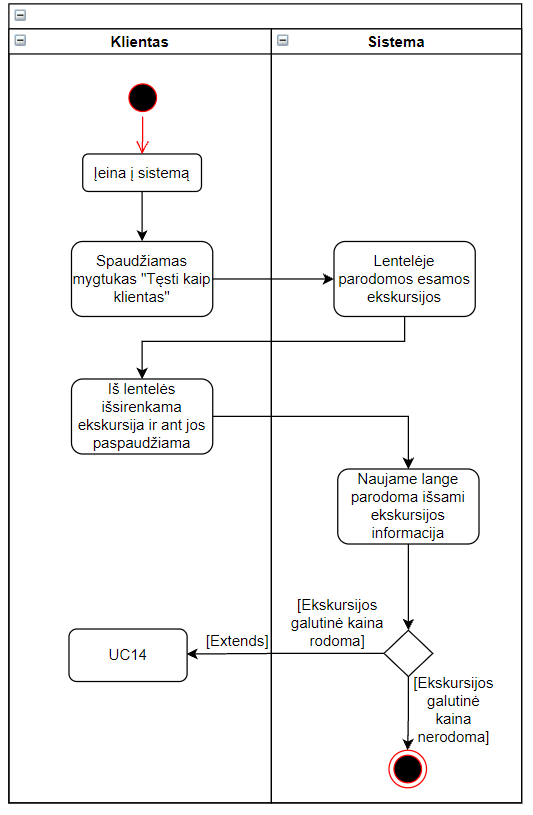 Klientas
Sistema
Įeina į sistemą
Spaudžiamas
mygtukas "Tęsti kaip
klientas"
Lentelėje
parodomos esamos
ekskursijos
Iš lentelės
išsirenkama
ekskursija ir ant jos
paspaudžiama
Naujame lange
parodoma išsami
ekskursijos
informacija
[Ekskursijos
galutinė kaina
rodoma]
[Extends]
UC14
[Ekskursijos
galutinė
kaina
nerodoma]